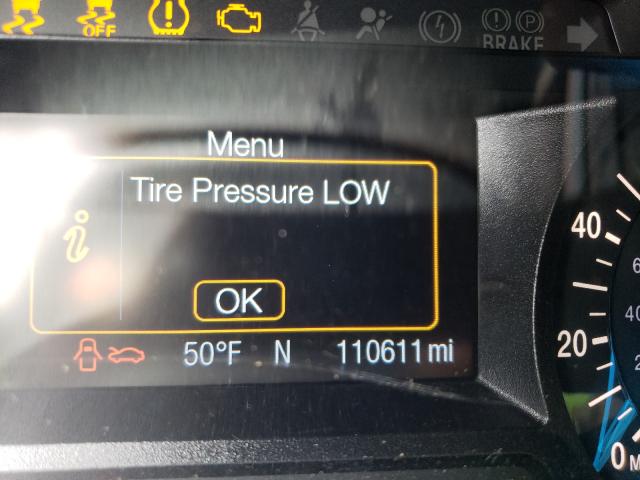 OFF
BRAKE
Menu
Tire Pressure LOW
OK
50°F N 110611 mi
40
20
0